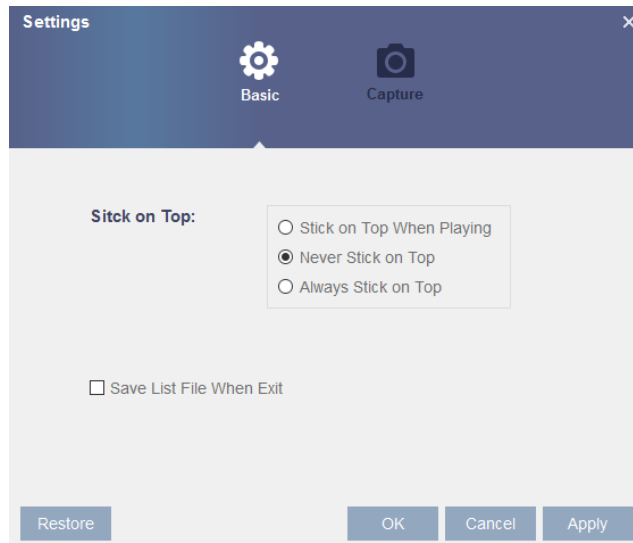 Settings
Basic
Capture
Sitck on Top:
Stick on Top When Playing
Never Stick on Top
Always Stick on Top
Save List File When Exit
Restore
OK
Cancel
Apply